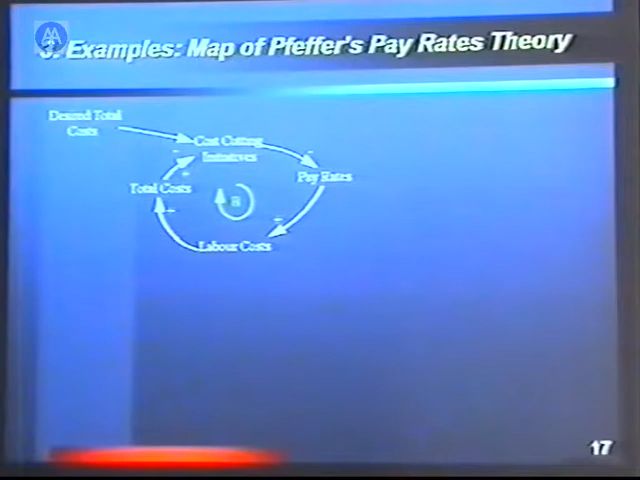 3. Examples: Map of Pfeffer's Pay Rates Theory
Desired Total
Costs
Cost Cutting
Initiatives
-
-
+
Pay Rates
Total Costs
B
+
+
Labour Costs
17